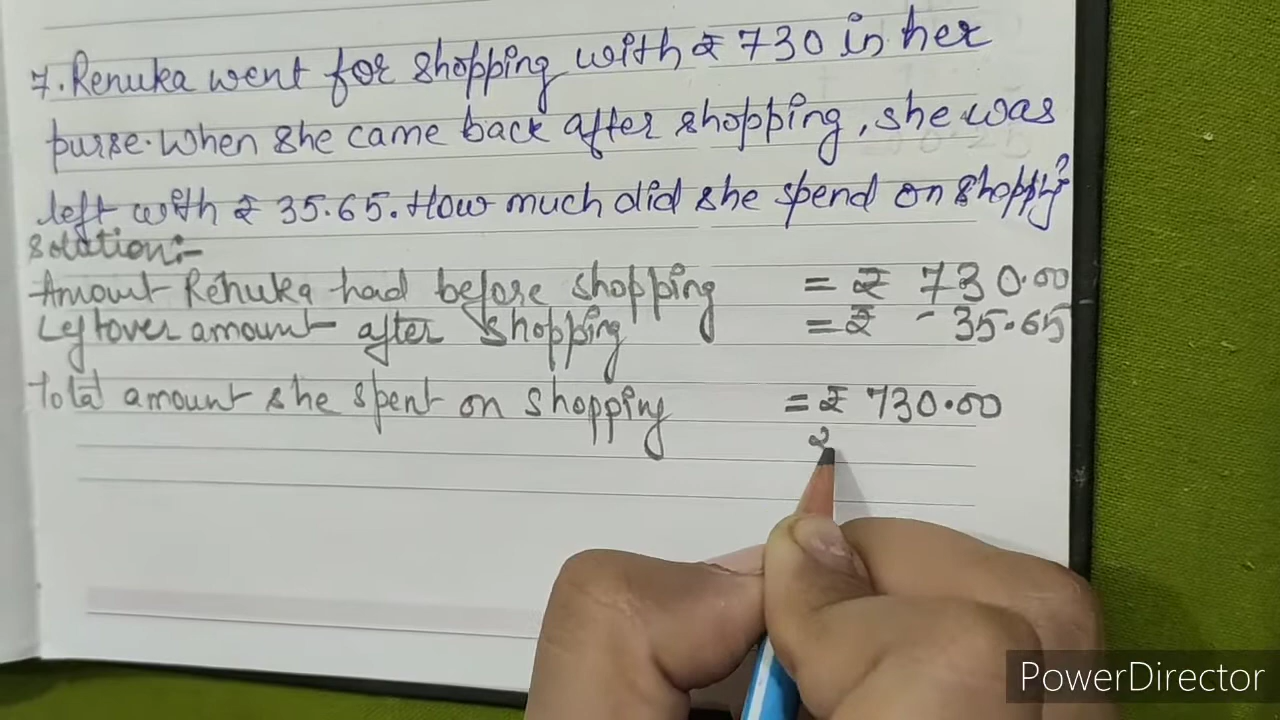 7. Renuka went for shopping with ₹ 730 in her
purse. When she came back after shopping, she was
left with ₹ 35.65. How much did she spend on shopping?
Solution:-
Amount Renuka had before shopping = ₹ 730.00
Leftover amount after shopping = ₹ - 35.65
Total amount she spent on shopping = ₹ 730.00
PowerDirector